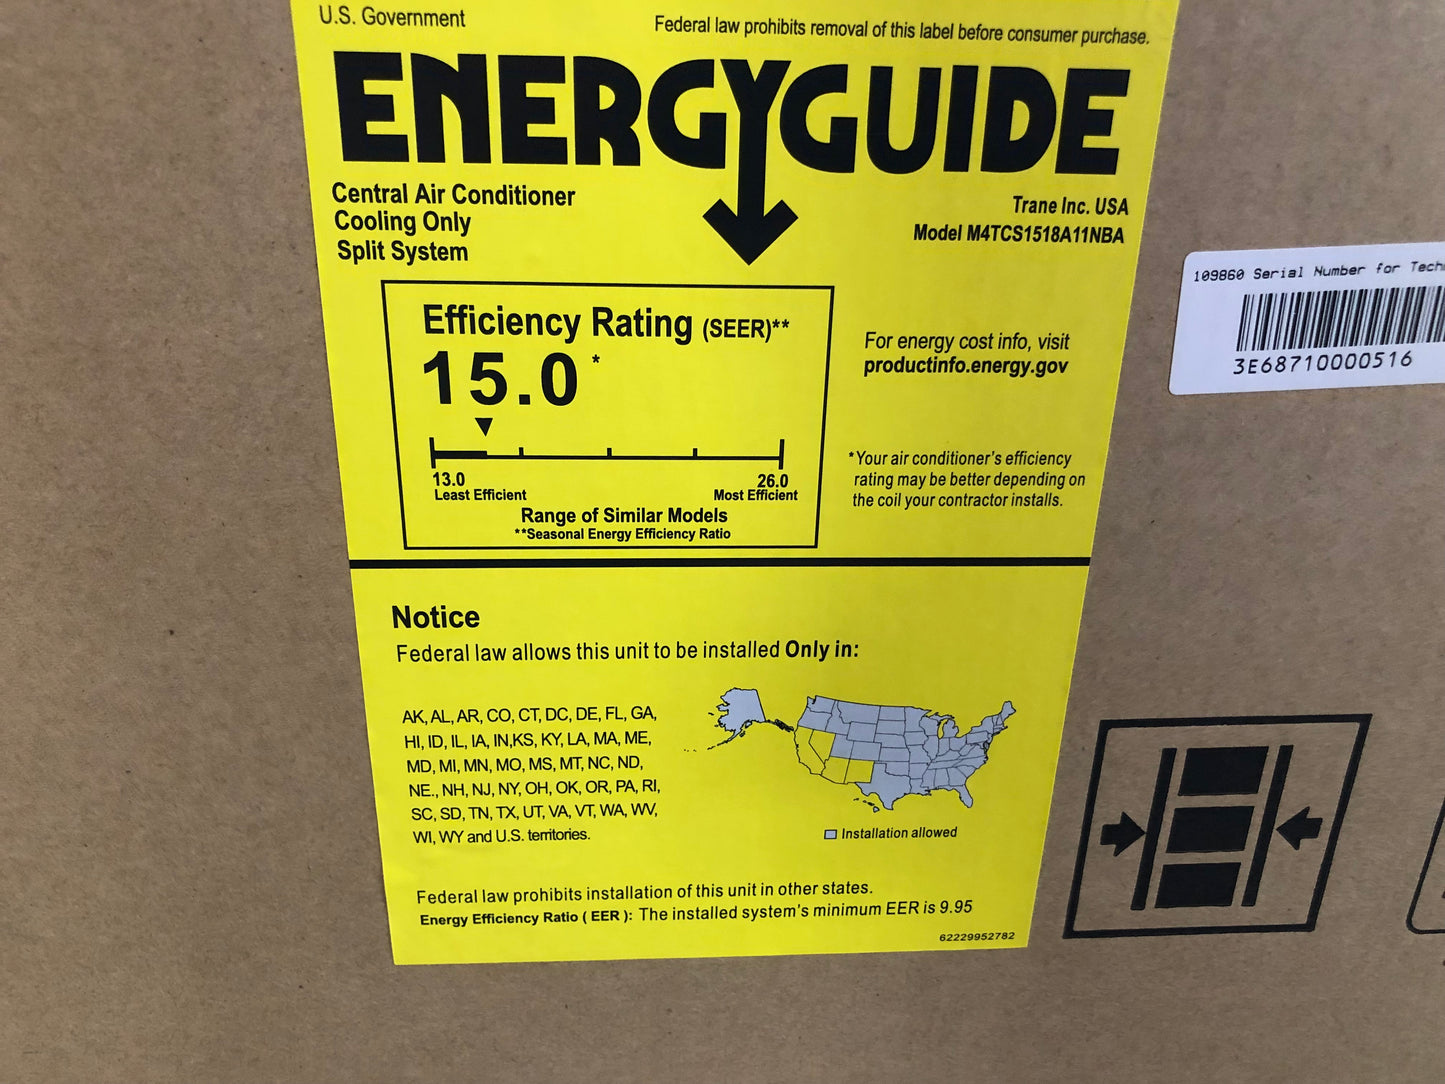 U.S. Government
Federal law prohibits removal of this label before consumer purchase.
ENERGYGUIDE
Central Air Conditioner
Cooling Only
Split System
Trane Inc. USA
Model M4TCS1518A11NBA
Efficiency Rating (SEER)**
15.0*
13.0
Least Efficient
26.0
Most Efficient
Range of Similar Models
**Seasonal Energy Efficiency Ratio
For energy cost info, visit
productinfo.energy.gov
*Your air conditioner's efficiency
rating may be better depending on
the coil your contractor installs.
109860 Serial Number for
3E68710000516
Notice
Federal law allows this unit to be installed Only in:
AK, AL, AR, CO, CT, DC, DE, FL, GA,
HI, ID, IL, IA, IN,KS, KY, LA, MA, ME,
MD, MI, MN, MO, MS, MT, NC, ND,
NE., NH, NJ, NY, OH, OK, OR, PA, RI,
SC, SD, TN, TX, UT, VA, VT, WA, WV,
WI, WY and U.S. territories.
Installation allowed
Federal law prohibits installation of this unit in other states.
Energy Efficiency Ratio ( EER ): The installed system's minimum EER is 9.95
62229952782